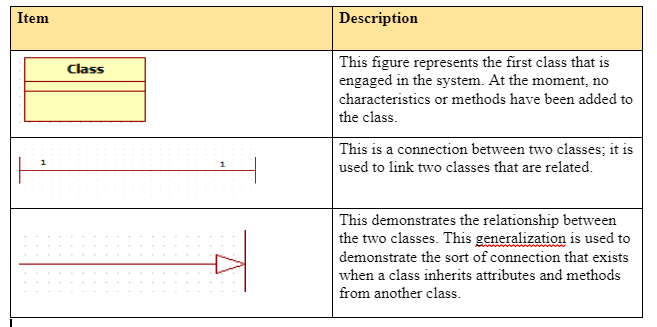 Item
Description
Class
This figure represents the first class that is
engaged in the system. At the moment, no
characteristics or methods have been added to
the class.
1
1
This is a connection between two classes; it is
used to link two classes that are related.
This demonstrates the relationship between
the two classes. This generalization is used to
demonstrate the sort of connection that exists
when a class inherits attributes and methods
from another class.